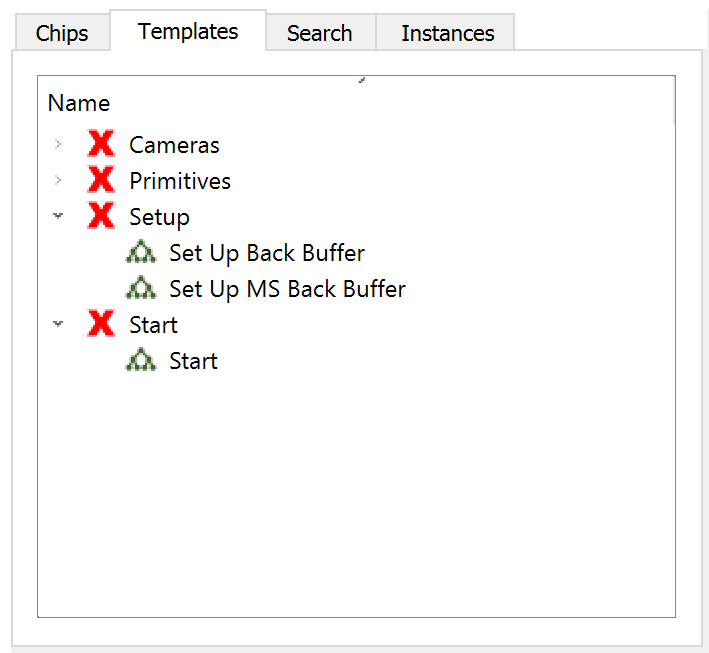 Chips Templates Search Instances
Name
Cameras
Primitives
Setup
Set Up Back Buffer
Set Up MS Back Buffer
Start
Start